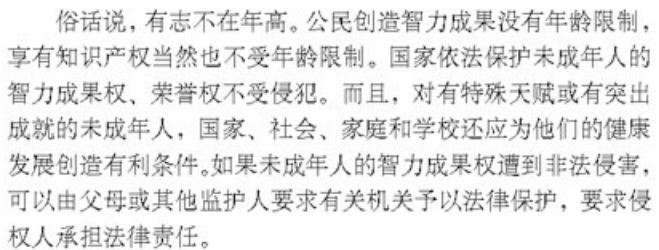 俗话说，有志不在年高。公民创造智力成果没有年龄限制，
享有知识产权当然也不受年龄限制。国家依法保护未成年人的
智力成果权、荣誉权不受侵犯。而且，对有特殊天赋或有突出
成就的未成年人，国家、社会、家庭和学校还应为他们的健康
发展创造有利条件。如果未成年人的智力成果权遭到非法侵害，
可以由父母或其他监护人要求有关机关予以法律保护，要求侵
权人承担法律责任。